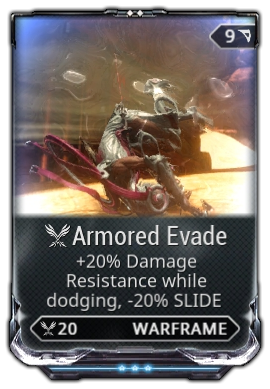 9
Armored Evade
+20% Damage
Resistance while
dodging, -20% SLIDE
20 WARFRAME